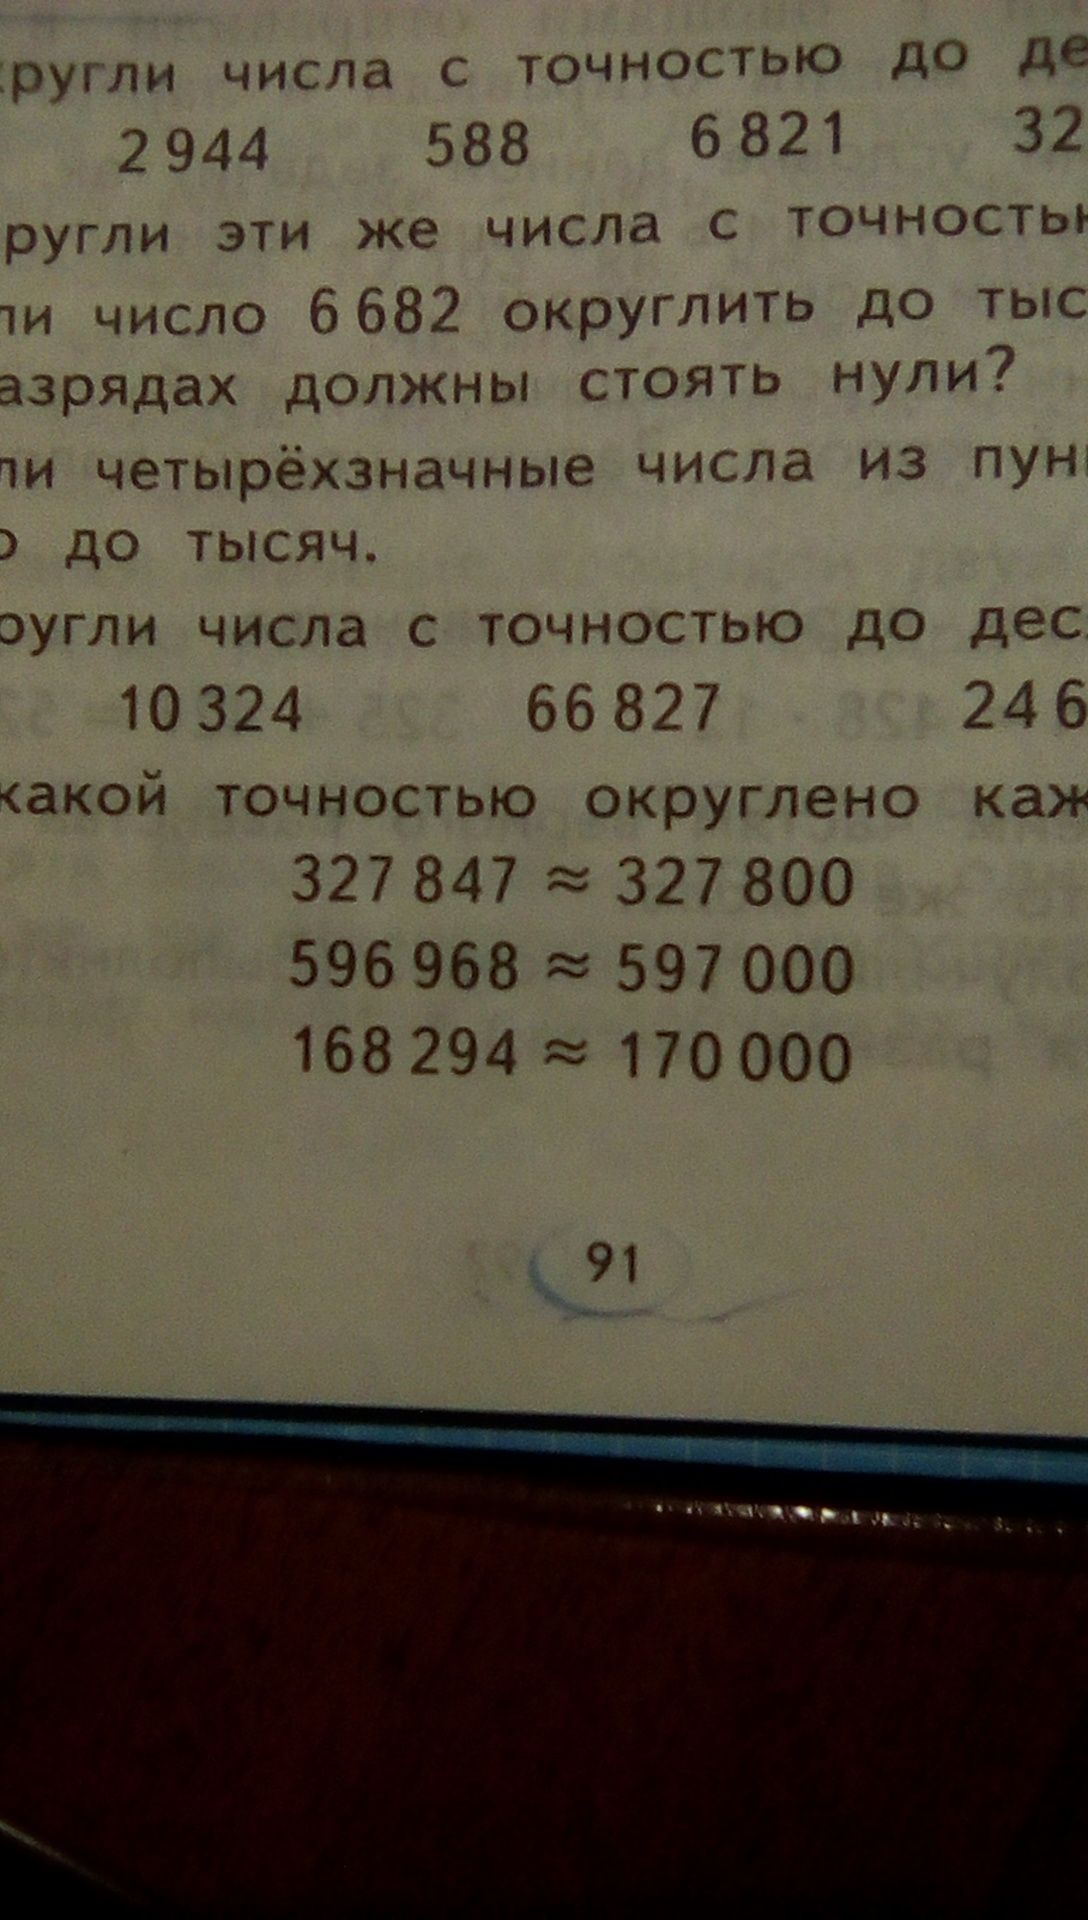 кругли числа с точностью до де
2 944 588 6 821 32
ругли эти же числа с точностью
ли число 6 682 округлить до тыс
азрядах должны стоять нули?
ли четырёхзначные числа из пун
о до тысяч.
ругли числа с точностью до дес
10 324 66 827 24 6
какой точностью округлено каж
327 847 ≈ 327 800
596 968 ≈ 597 000
168 294 ≈ 170 000
91